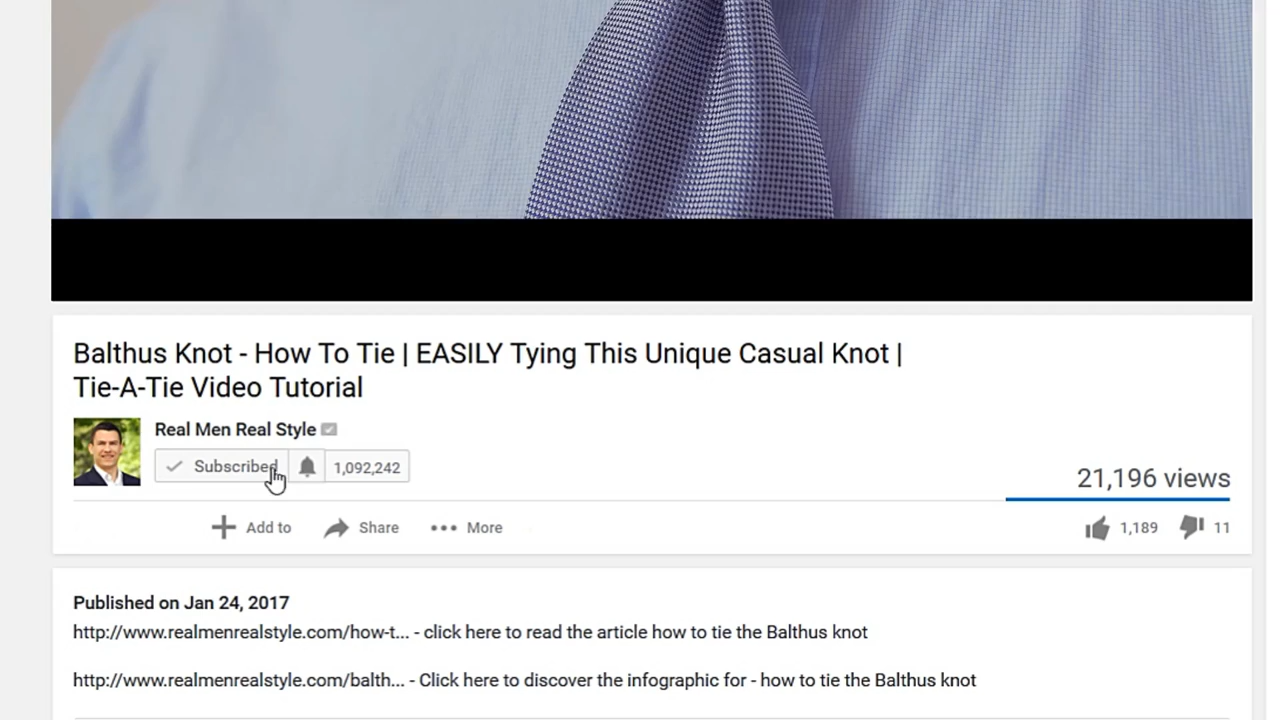 Balthus Knot - How To Tie | EASILY Tying This Unique Casual Knot |
Tie-A-Tie Video Tutorial
Real Men Real Style
Subscribed 1,092,242
21,196 views
Add to Share More 1,189 11
Published on Jan 24, 2017
http://www.realmenrealstyle.com/how-t... - click here to read the article how to tie the Balthus knot
http://www.realmenrealstyle.com/balth... - Click here to discover the infographic for - how to tie the Balthus knot